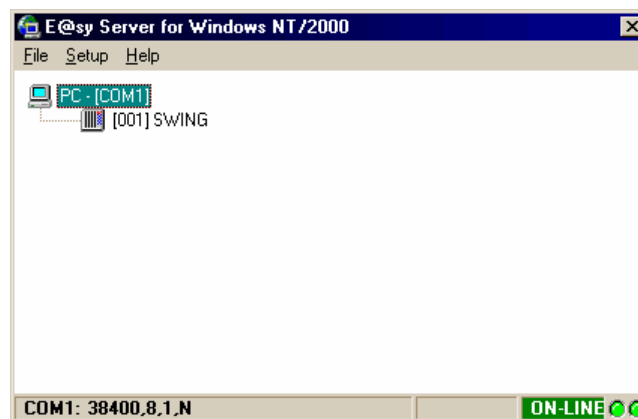 E@sy Server for Windows NT/2000
File Setup Help
PC - [COM1]
[001] SWING
COM1: 38400,8,1,N ON-LINE